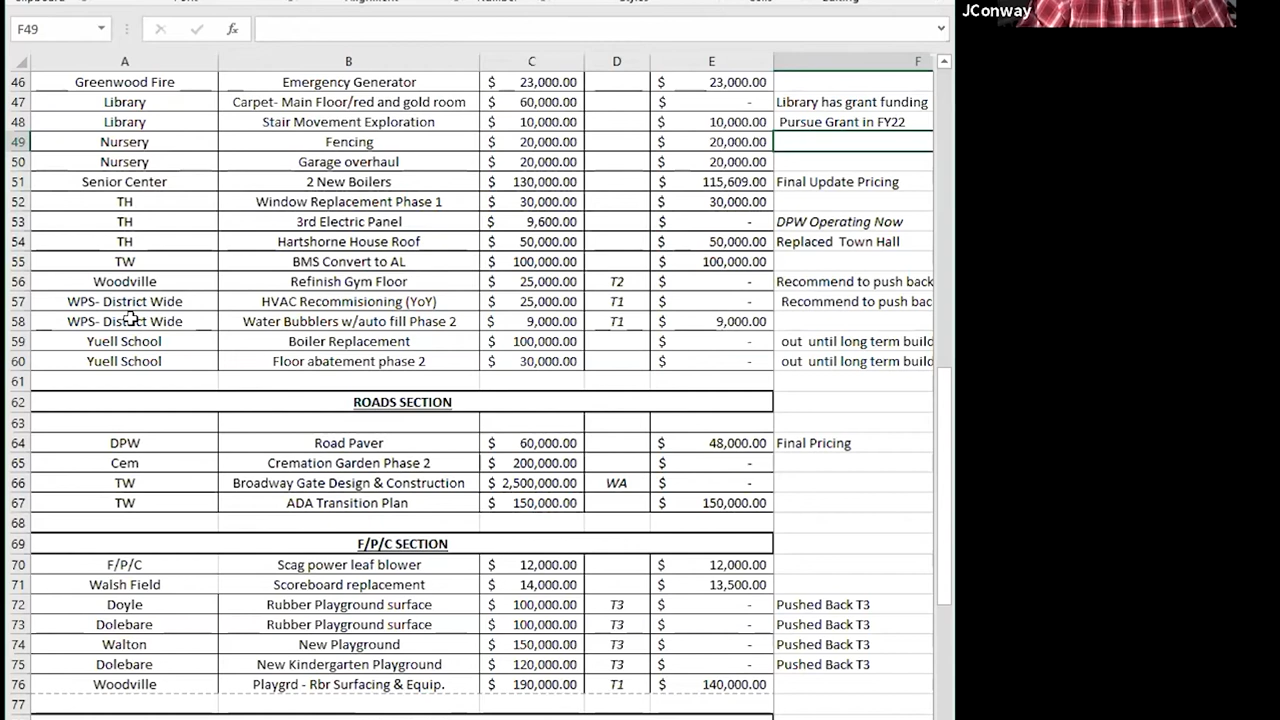 JConway
F49
fx
A B C D E F
46 Greenwood Fire Emergency Generator $ 23,000.00 $ 23,000.00
47 Library Carpet- Main Floor/red and gold room $ 60,000.00 $ - Library has grant funding
48 Library Stair Movement Exploration $ 10,000.00 $ 10,000.00 Pursue Grant in FY22
49 Nursery Fencing $ 20,000.00 $ 20,000.00
50 Nursery Garage overhaul $ 20,000.00 $ 20,000.00
51 Senior Center 2 New Boilers $ 130,000.00 $ 115,609.00 Final Update Pricing
52 TH Window Replacement Phase 1 $ 30,000.00 $ 30,000.00
53 TH 3rd Electric Panel $ 9,600.00 $ - DPW Operating Now
54 TH Hartshorne House Roof $ 50,000.00 $ 50,000.00 Replaced Town Hall
55 TW BMS Convert to AL $ 100,000.00 $ 100,000.00
56 Woodville Refinish Gym Floor $ 25,000.00 T2 $ - Recommend to push back
57 WPS- District Wide HVAC Recommisioning (YoY) $ 25,000.00 T1 $ - Recommend to push bac
58 WPS- District Wide Water Bubblers w/auto fill Phase 2 $ 9,000.00 T1 $ 9,000.00
59 Yuell School Boiler Replacement $ 100,000.00 $ - out until long term build
60 Yuell School Floor abatement phase 2 $ 30,000.00 $ - out until long term build
61
62 ROADS SECTION
63
64 DPW Road Paver $ 60,000.00 $ 48,000.00 Final Pricing
65 Cem Cremation Garden Phase 2 $ 200,000.00 $ -
66 TW Broadway Gate Design & Construction $ 2,500,000.00 WA $ -
67 TW ADA Transition Plan $ 150,000.00 $ 150,000.00
68
69 F/P/C SECTION
70 F/P/C Scag power leaf blower $ 12,000.00 $ 12,000.00
71 Walsh Field Scoreboard replacement $ 14,000.00 $ 13,500.00
72 Doyle Rubber Playground surface $ 100,000.00 T3 $ - Pushed Back T3
73 Dolebare Rubber Playground surface $ 100,000.00 T3 $ - Pushed Back T3
74 Walton New Playground $ 150,000.00 T3 $ - Pushed Back T3
75 Dolebare New Kindergarten Playground $ 120,000.00 T3 $ - Pushed Back T3
76 Woodville Playgrd - Rbr Surfacing & Equip. $ 190,000.00 T1 $ 140,000.00
77